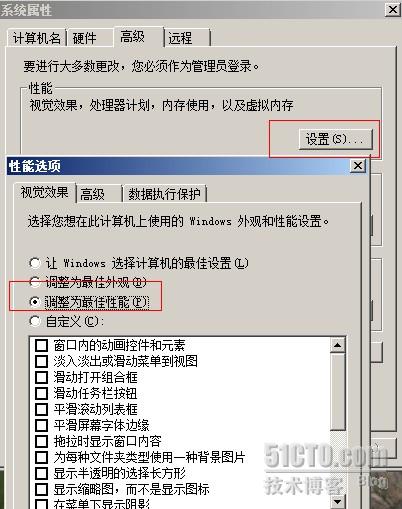 系统属性
计算机名 硬件 高级 远程
要进行大多数更改，您必须作为管理员登录。
性能
视觉效果，处理器计划，内存使用，以及虚拟内存
设置(S)...
性能选项
视觉效果 高级 数据执行保护
选择您想在此计算机上使用的 Windows 外观和性能设置。
让 Windows 选择计算机的最佳设置(L)
调整为最佳外观(B)
调整为最佳性能(P)
自定义(C):
窗口内的动画控件和元素
淡入淡出或滑动菜单到视图
滑动打开组合框
滑动任务栏按钮
平滑滚动列表框
平滑屏幕字体边缘
拖拉时显示窗口内容
为每种文件夹类型使用一种背景图片
显示半透明的选择长方形
显示缩略图，而不是显示图标
在菜单下显示阴影
51CTO.com
技术博客 Blog